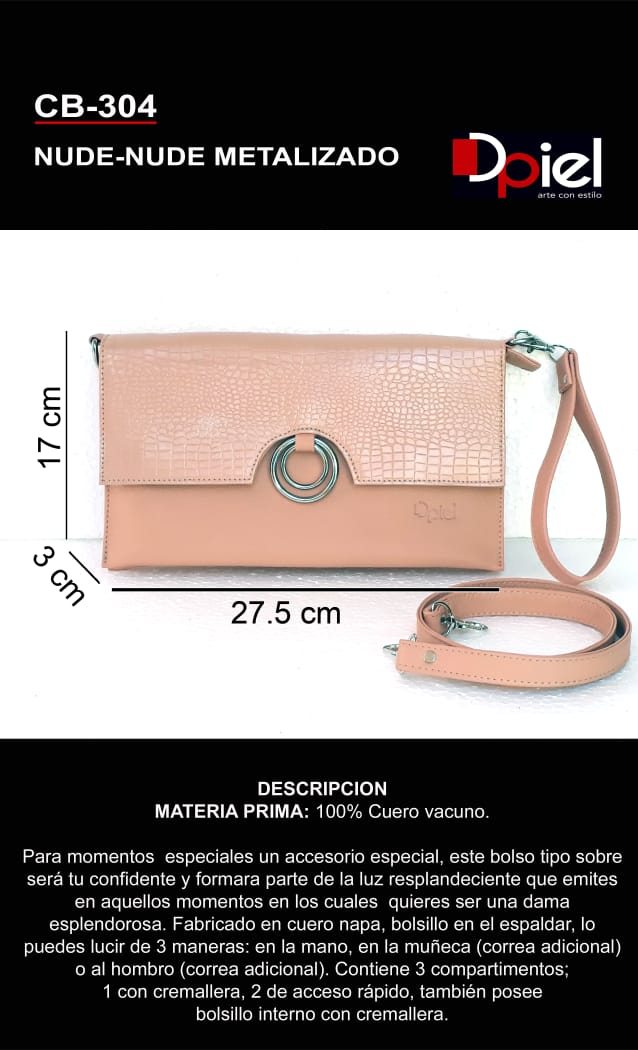 CB-304
NUDE-NUDE METALIZADO
Dpiel
arte con estilo
17 cm
Dpiel
3 cm
27.5 cm
DESCRIPCION
MATERIA PRIMA: 100% Cuero vacuno.
Para momentos  especiales un accesorio especial, este bolso tipo sobre
será tu confidente y formara parte de la luz resplandeciente que emites
en aquellos momentos en los cuales  quieres ser una dama
esplendorosa. Fabricado en cuero napa, bolsillo en el espaldar, lo
puedes lucir de 3 maneras: en la mano, en la muñeca (correa adicional)
o al hombro (correa adicional). Contiene 3 compartimentos;
1 con cremallera, 2 de acceso rápido, también posee
bolsillo interno con cremallera.